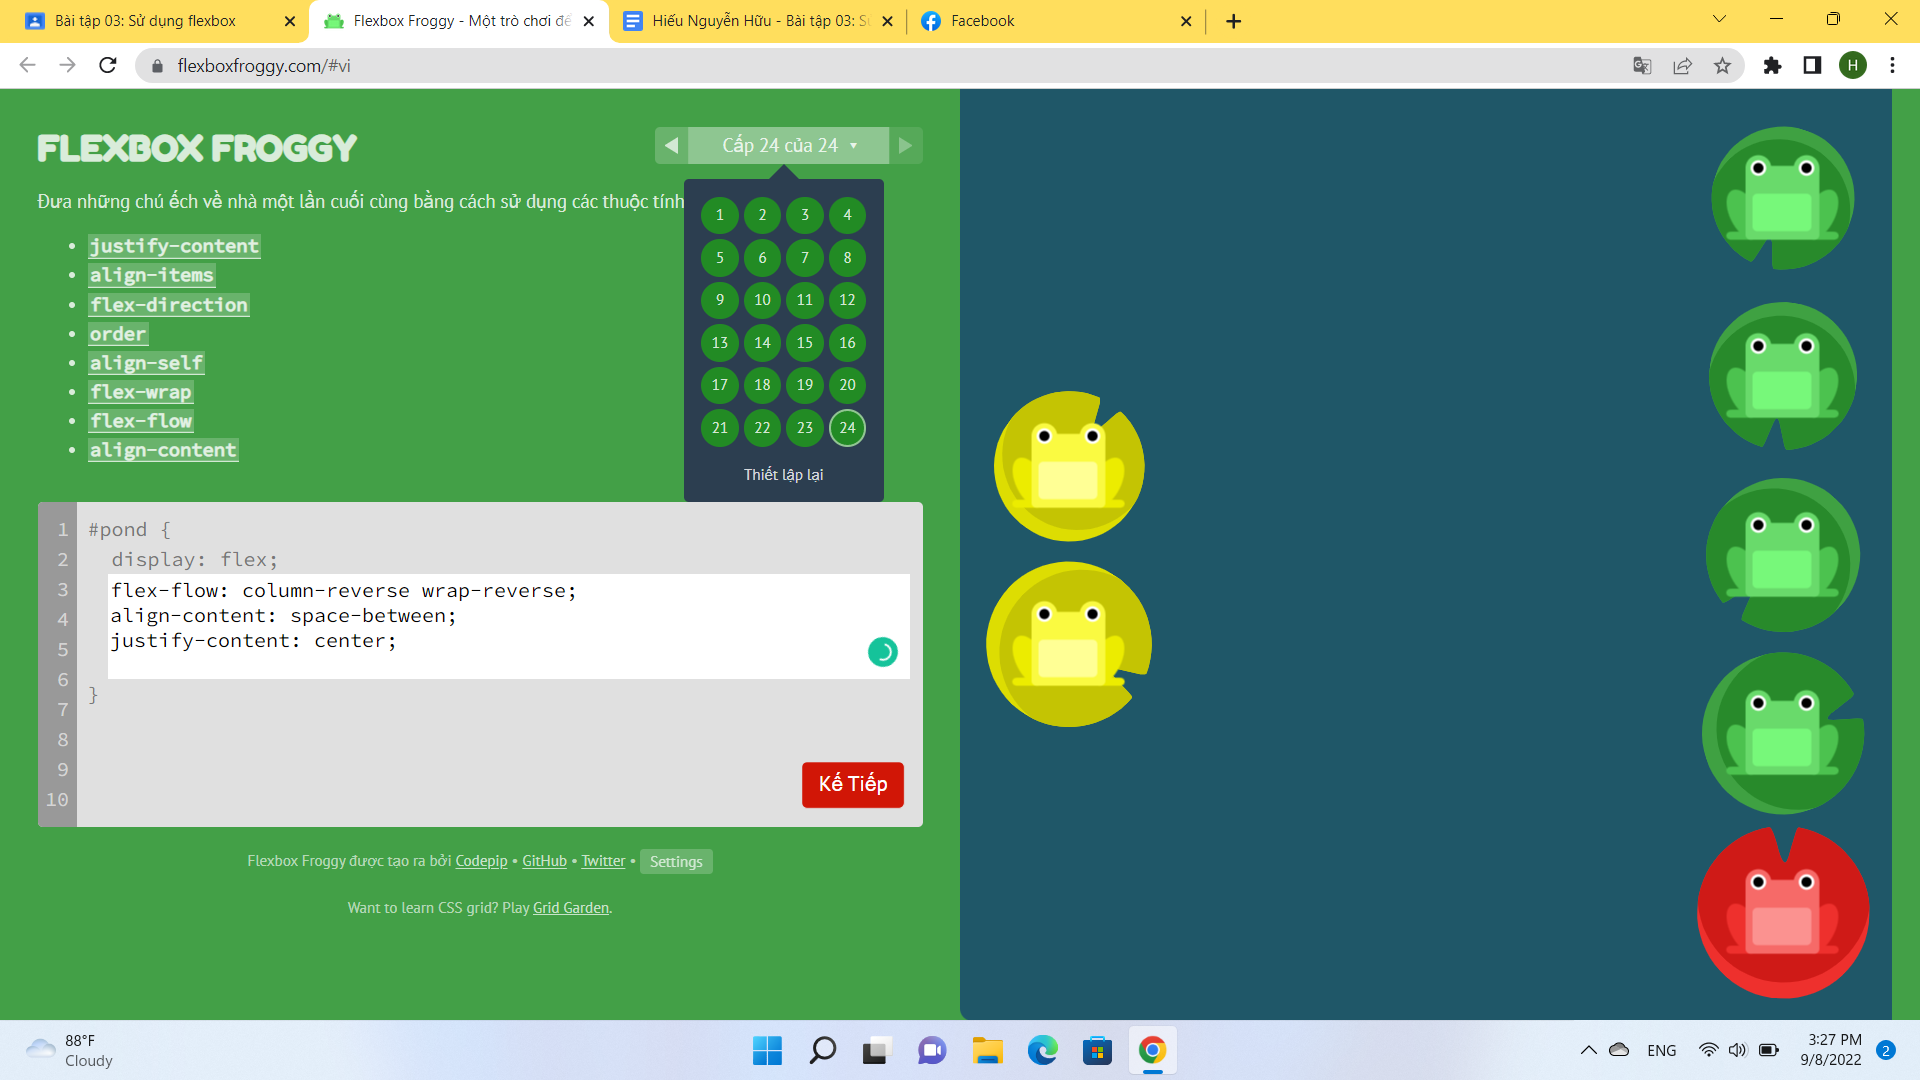 Bài tập 03: Sử dụng flexbox
Flexbox Froggy - Một trò chơi để
Hiếu Nguyễn Hữu - Bài tập 03: Sử
Facebook
flexboxfroggy.com/#vi
H
FLEXBOX FROGGY
Cấp 24 của 24
Đưa những chú ếch về nhà một lần cuối cùng bằng cách sử dụng các thuộc tính
justify-content
align-items
flex-direction
order
align-self
flex-wrap
flex-flow
align-content
1 2 3 4
5 6 7 8
9 10 11 12
13 14 15 16
17 18 19 20
21 22 23 24
Thiết lập lại
1 #pond {
2 display: flex;
3 flex-flow: column-reverse wrap-reverse;
4 align-content: space-between;
5 justify-content: center;
6
7 }
8
9
10
Kế Tiếp
Flexbox Froggy được tạo ra bởi Codepip • GitHub • Twitter • Settings
Want to learn CSS grid? Play Grid Garden.
88°F
Cloudy
ENG
3:27 PM
9/8/2022
2